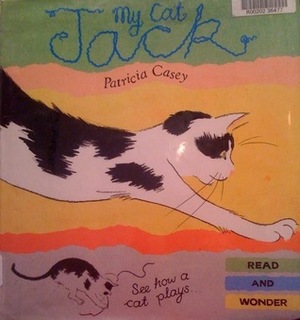 My Cat
Jack
Patricia Casey
See how a
cat plays...
READ
AND
WONDER